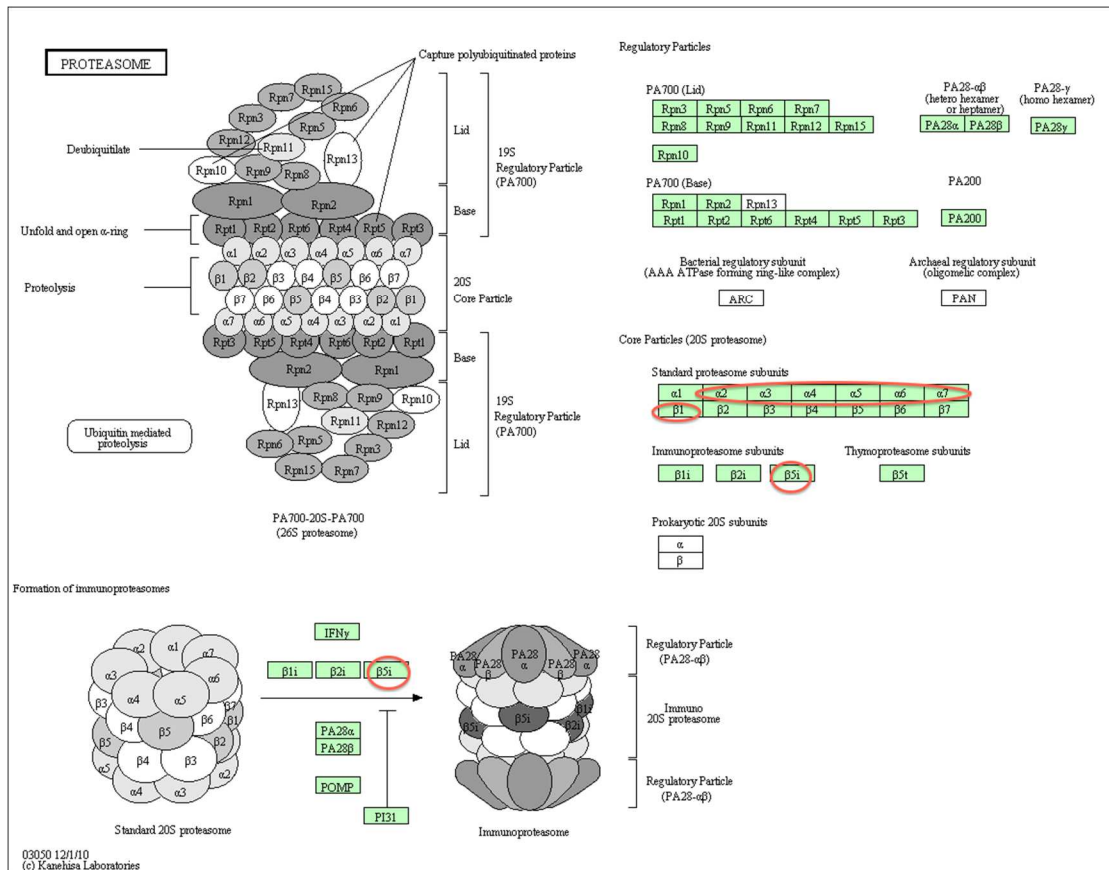 PROTEASOME
Capture polyubiquitinated proteins
Rpn15
Rpn7
Rpn6
Rpn3
Rpn5
Rpn12
Rpn11
Deubiquitilate
Rpn13
Rpn10
Rpn9
Rpn8
Lid
19S
Regulatory Particle
(PA700)
Rpn1
Rpn2
Base
Unfold and open α-ring
Rpt1 Rpt2 Rpt6 Rpt4 Rpt5 Rpt3
α1 α2 α3 α4 α5 α6 α7
Proteolysis
β1 β2 β3 β4 β5 β6 β7
20S
Core Particle
β7 β6 β5 β4 β3 β2 β1
α7 α6 α5 α4 α3 α2 α1
Rpt3 Rpt5 Rpt4 Rpt6 Rpt2 Rpt1
Base
Rpn2 Rpn1
Rpn13 Rpn8 Rpn9 Rpn10
19S
Regulatory Particle
(PA700)
Rpn11 Rpn12
Rpn6 Rpn5 Rpn3
Lid
Rpn15 Rpn7
Ubiquitin mediated
proteolysis
PA700-20S-PA700
(26S proteasome)
Regulatory Particles
PA700 (Lid)
Rpn3 Rpn5 Rpn6 Rpn7
Rpn8 Rpn9 Rpn11 Rpn12 Rpn15
Rpn10
PA28-αβ
(hetero hexamer
or heptamer)
PA28α PA28β
PA28-γ
(homo hexamer)
PA28γ
PA700 (Base)
Rpn1 Rpn2 Rpn13
Rpt1 Rpt2 Rpt6 Rpt4 Rpt5 Rpt3
PA200
PA200
Bacterial regulatory subunit
(AAA ATPase forming ring-like complex)
ARC
Archaeal regulatory subunit
(oligomelic complex)
PAN
Core Particles (20S proteasome)
Standard proteasome subunits
α1 α2 α3 α4 α5 α6 α7
β1 β2 β3 β4 β5 β6 β7
Immunoproteasome subunits
β1i β2i β5i
Thymoproteasome subunits
β5t
Prokaryotic 20S subunits
α
β
Formation of immunoproteasomes
α2 α1 α7
α3 α6
α4 α5
β3 β7
β4 β6 β1
β5
β5 β2
β4 β3
α5 α2
α4 α3
Standard 20S proteasome
IFNγ
β1i β2i β5i
PA28α
PA28β
POMP
PI31
PA28
α
PA28
β
PA28
α
PA28
β
PA28
α
β1i
β5i β5i β2i
Immunoproteasome
Regulatory Particle
(PA28-αβ)
Immuno
20S proteasome
Regulatory Particle
(PA28-αβ)
03050 12/1/10
(c) Kanehisa Laboratories